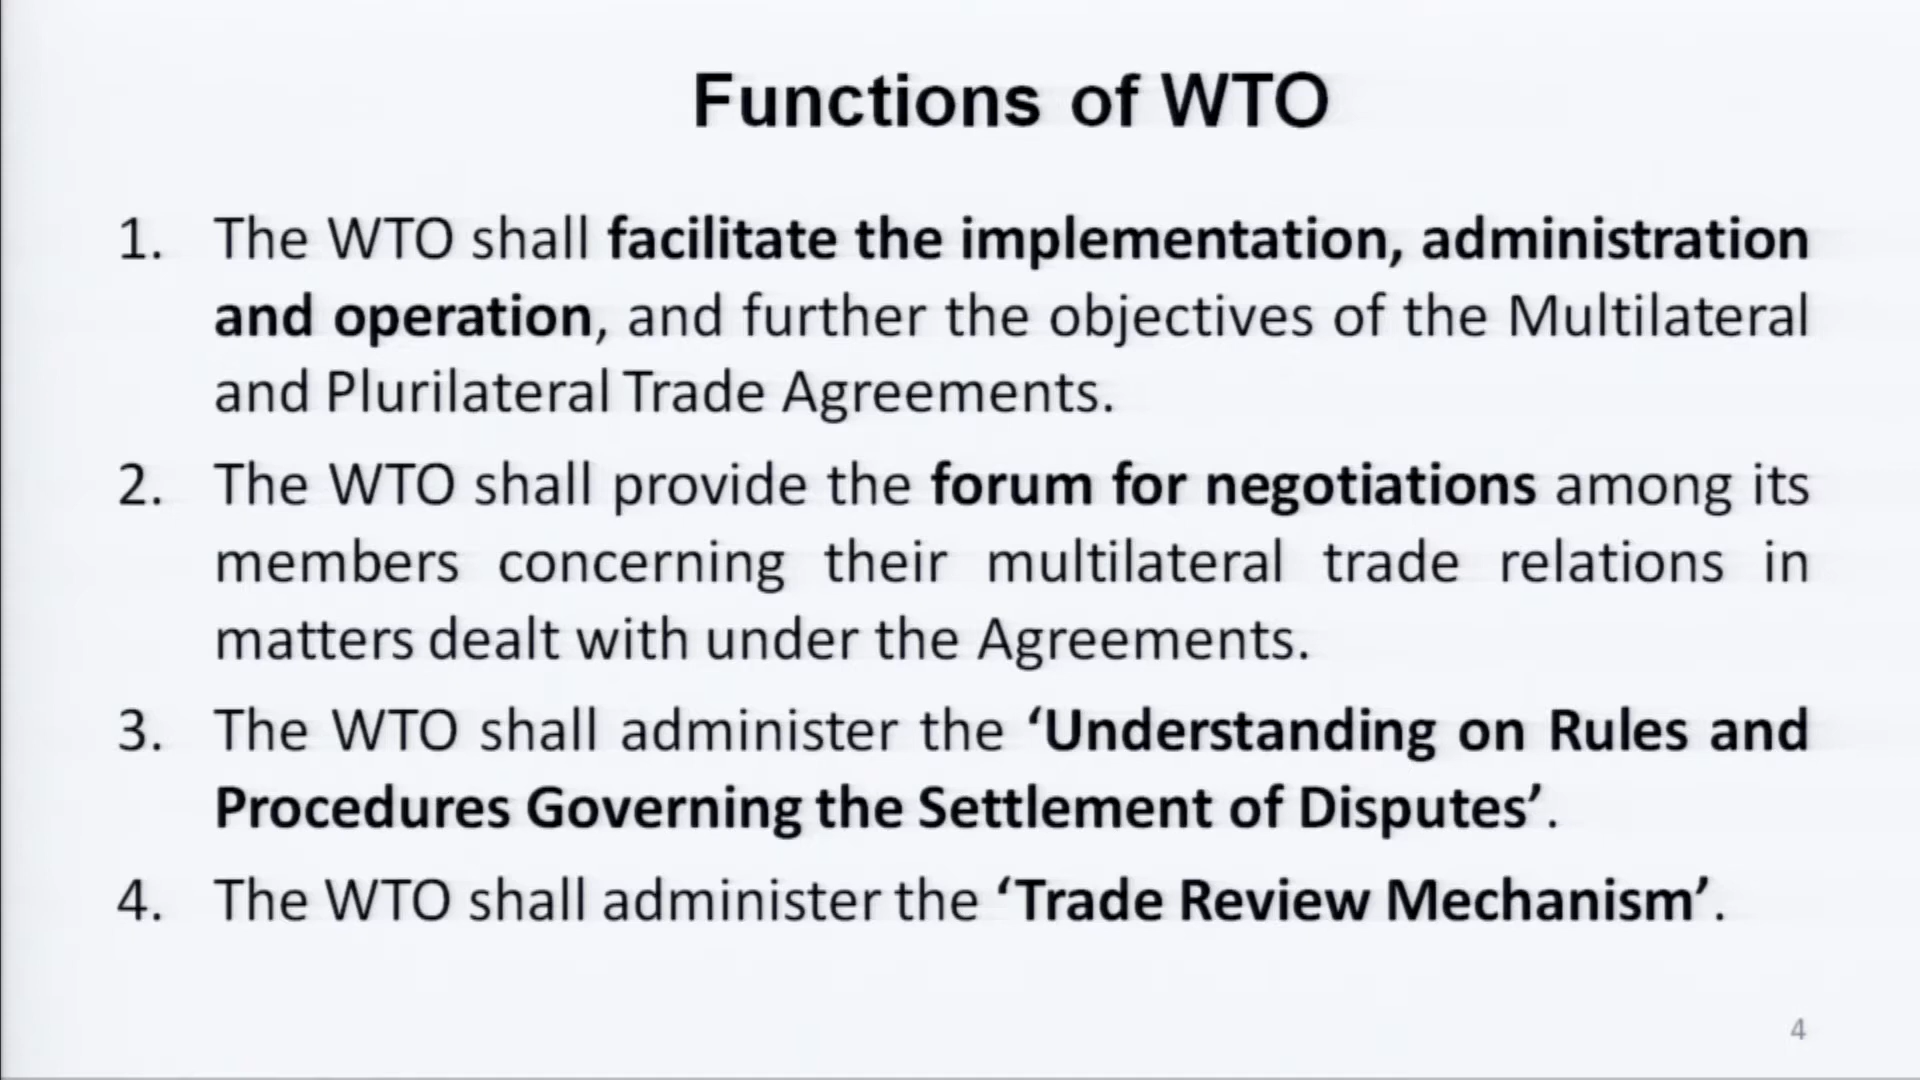 Functions of WTO
1. The WTO shall facilitate the implementation, administration
and operation, and further the objectives of the Multilateral
and Plurilateral Trade Agreements.
2. The WTO shall provide the forum for negotiations among its
members concerning their multilateral trade relations in
matters dealt with under the Agreements.
3. The WTO shall administer the ‘Understanding on Rules and
Procedures Governing the Settlement of Disputes’.
4. The WTO shall administer the ‘Trade Review Mechanism’.
4